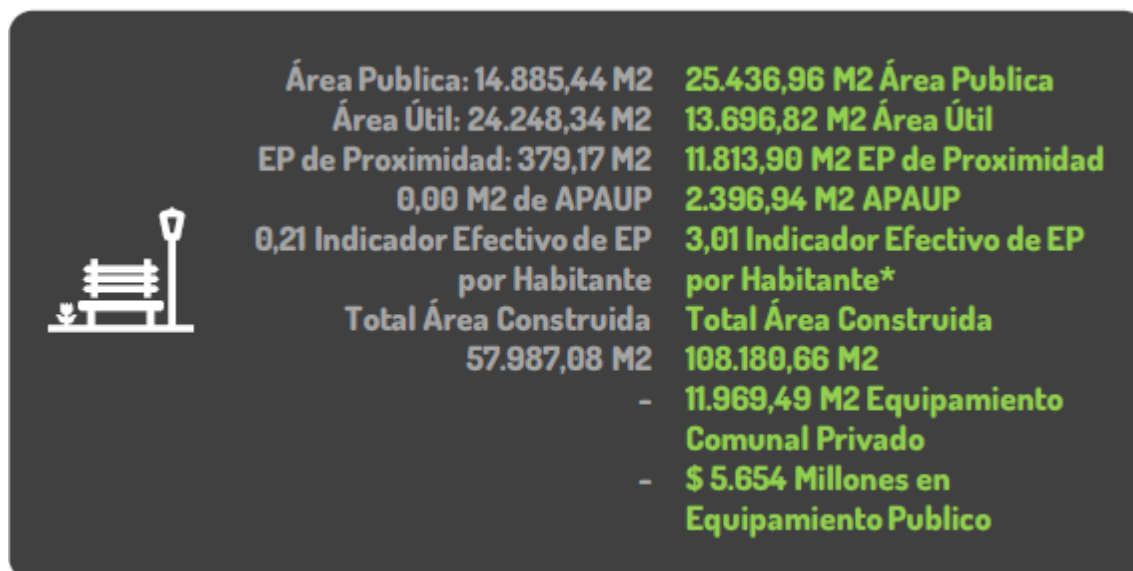 Área Publica: 14.885,44 M2
Área Útil: 24.248,34 M2
EP de Proximidad: 379,17 M2
0,00 M2 de APAUP
0,21 Indicador Efectivo de EP
por Habitante
Total Área Construida
57.987,08 M2
-
-
25.436,96 M2 Área Publica
13.696,82 M2 Área Útil
11.813,90 M2 EP de Proximidad
2.396,94 M2 APAUP
3,01 Indicador Efectivo de EP
por Habitante*
Total Área Construida
108.180,66 M2
11.969,49 M2 Equipamiento
Comunal Privado
$ 5.654 Millones en
Equipamiento Publico